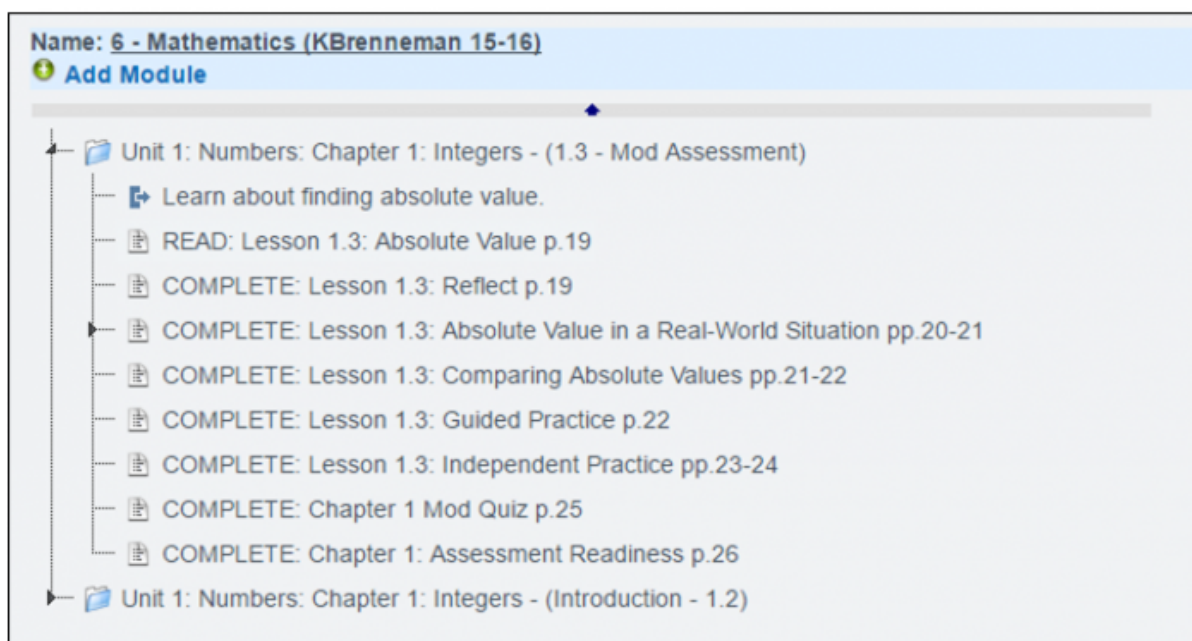 Name: 6 - Mathematics (KBrenneman 15-16)
Add Module
Unit 1: Numbers: Chapter 1: Integers - (1.3 - Mod Assessment)
Learn about finding absolute value.
READ: Lesson 1.3: Absolute Value p.19
COMPLETE: Lesson 1.3: Reflect p.19
COMPLETE: Lesson 1.3: Absolute Value in a Real-World Situation pp.20-21
COMPLETE: Lesson 1.3: Comparing Absolute Values pp.21-22
COMPLETE: Lesson 1.3: Guided Practice p.22
COMPLETE: Lesson 1.3: Independent Practice pp.23-24
COMPLETE: Chapter 1 Mod Quiz p.25
COMPLETE: Chapter 1: Assessment Readiness p.26
Unit 1: Numbers: Chapter 1: Integers - (Introduction - 1.2)